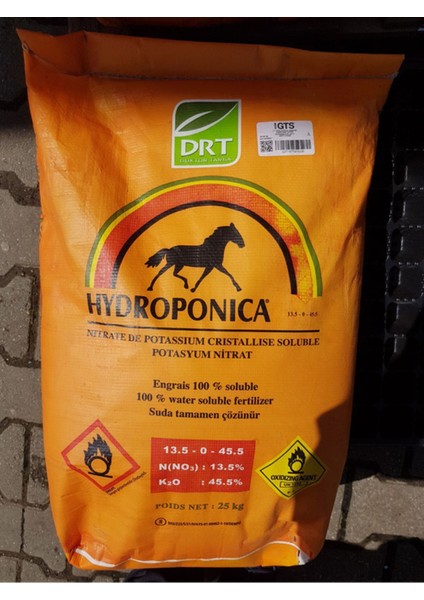 DRT
GTS
HYDROPONICA
13.5 - 0 - 45.5
NITRATE DE POTASSIUM CRISTALLISE SOLUBLE
POTASYUM NİTRAT
Engrais 100 % soluble
100 % water soluble fertilizer
Suda tamamen çözünür
13.5 - 0 - 45.5
N(NO₃) : 13.5%
K₂O : 45.5%
OXIDIZING AGENT
POIDS NET : 25 kg